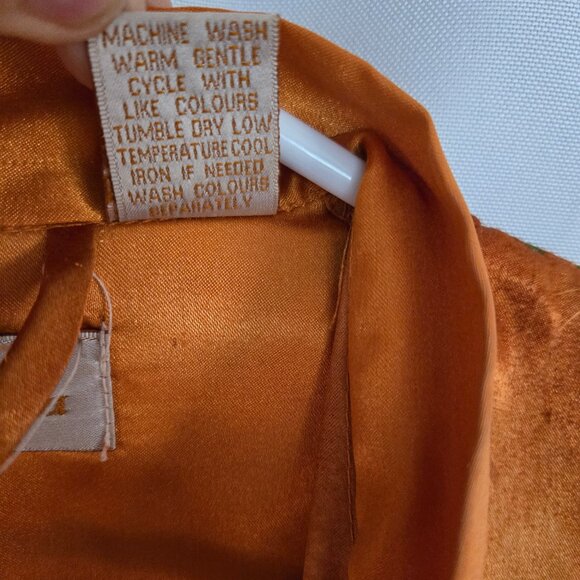 MACHINE WASH
WARM GENTLE
CYCLE WITH
LIKE COLOURS
TUMBLE DRY LOW
TEMPERATURE COOL
IRON IF NEEDED
WASH COLOURS
SEPARATELY